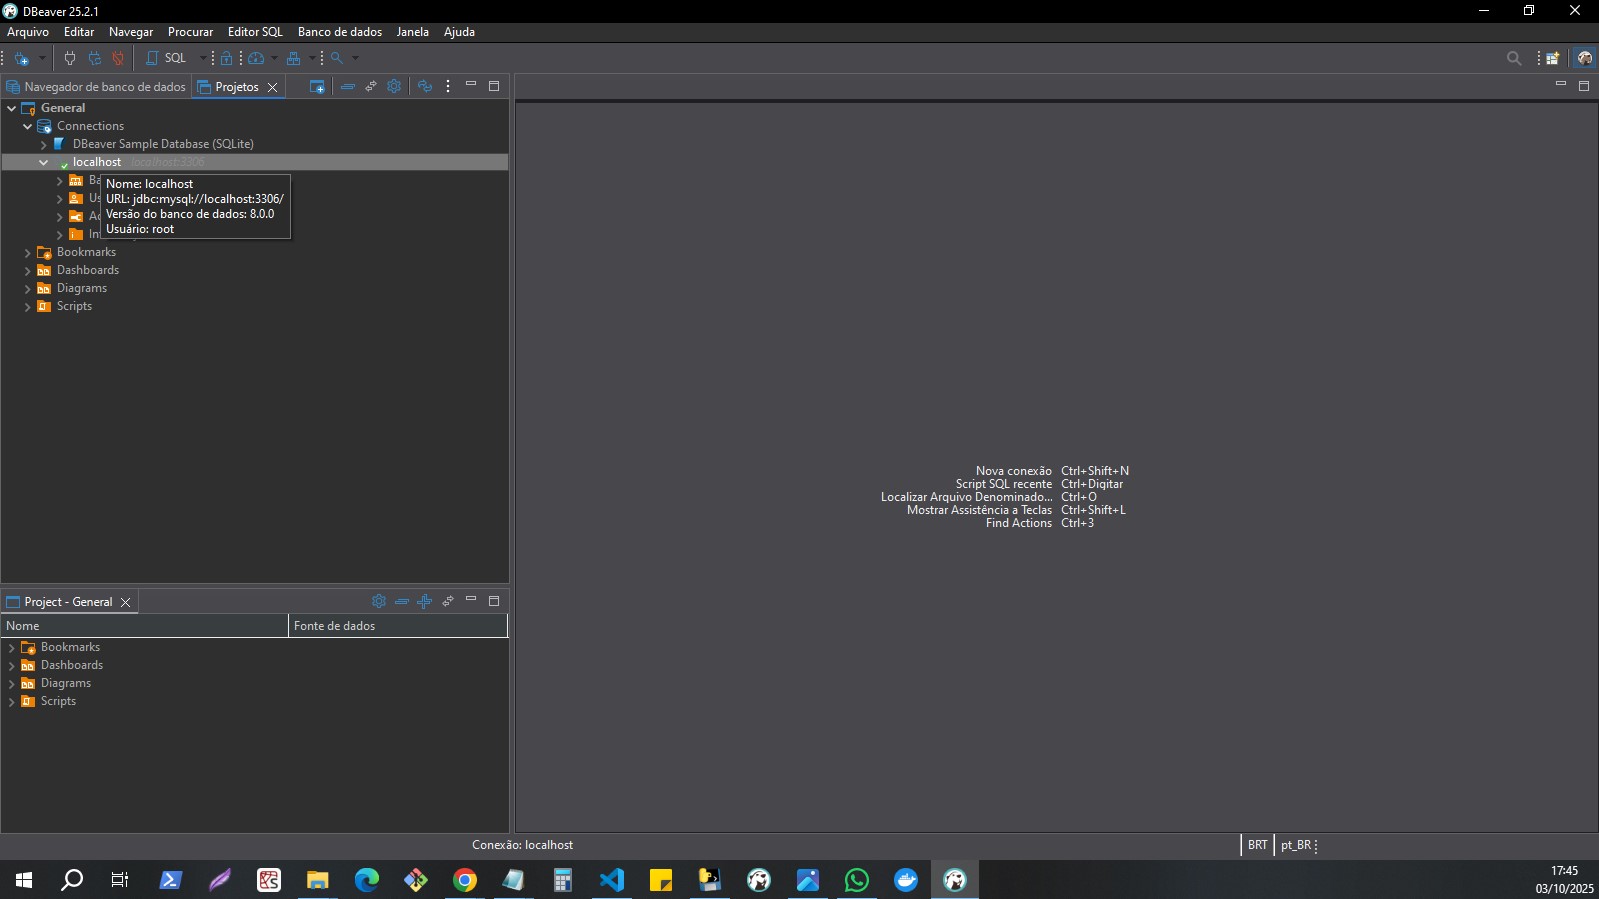 DBeaver 25.2.1
Arquivo Editar Navegar Procurar Editor SQL Banco de dados Janela Ajuda
SQL
Navegador de banco de dados Projetos
General
Connections
DBeaver Sample Database (SQLite)
localhost localhost:3306
Ba
Us
Nome: localhost
URL: jdbc:mysql://localhost:3306/
Versão do banco de dados: 8.0.0
Usuário: root
Bookmarks
Dashboards
Diagrams
Scripts
Nova conexão Ctrl+Shift+N
Script SQL recente Ctrl+Digitar
Localizar Arquivo Denominado... Ctrl+O
Mostrar Assistência a Teclas Ctrl+Shift+L
Find Actions Ctrl+3
Project - General
Nome Fonte de dados
Bookmarks
Dashboards
Diagrams
Scripts
Conexão: localhost BRT pt_BR
17:45
03/10/2025